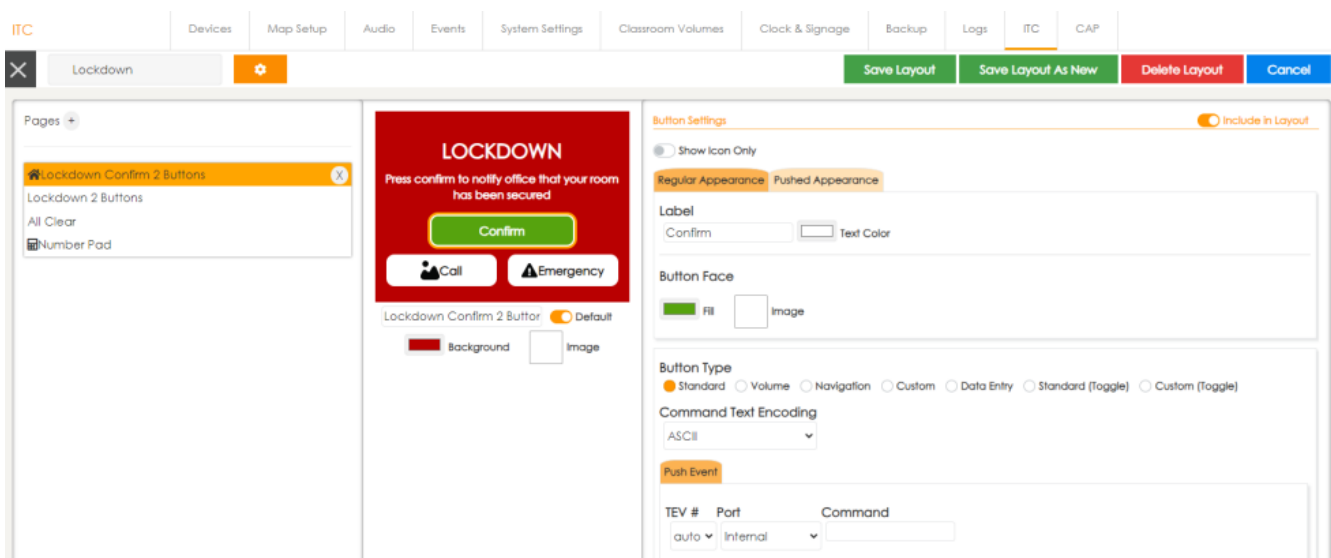 ITC Devices Map Setup Audio Events System Settings Classroom Volumes Clock & Signage Backup Logs ITC CAP
Lockdown Save Layout Save Layout As New Delete Layout Cancel
Pages +
Lockdown Confirm 2 Buttons X
Lockdown 2 Buttons
All Clear
Number Pad
LOCKDOWN
Press confirm to notify office that your room
has been secured
Confirm
Call Emergency
Lockdown Confirm 2 Buttor Default
Background Image
Button Settings Include in Layout
Show Icon Only
Regular Appearance Pushed Appearance
Label
Confirm Text Color
Button Face
Fill Image
Button Type
Standard Volume Navigation Custom Data Entry Standard (Toggle) Custom (Toggle)
Command Text Encoding
ASCII
Push Event
TEV # Port Command
auto Internal